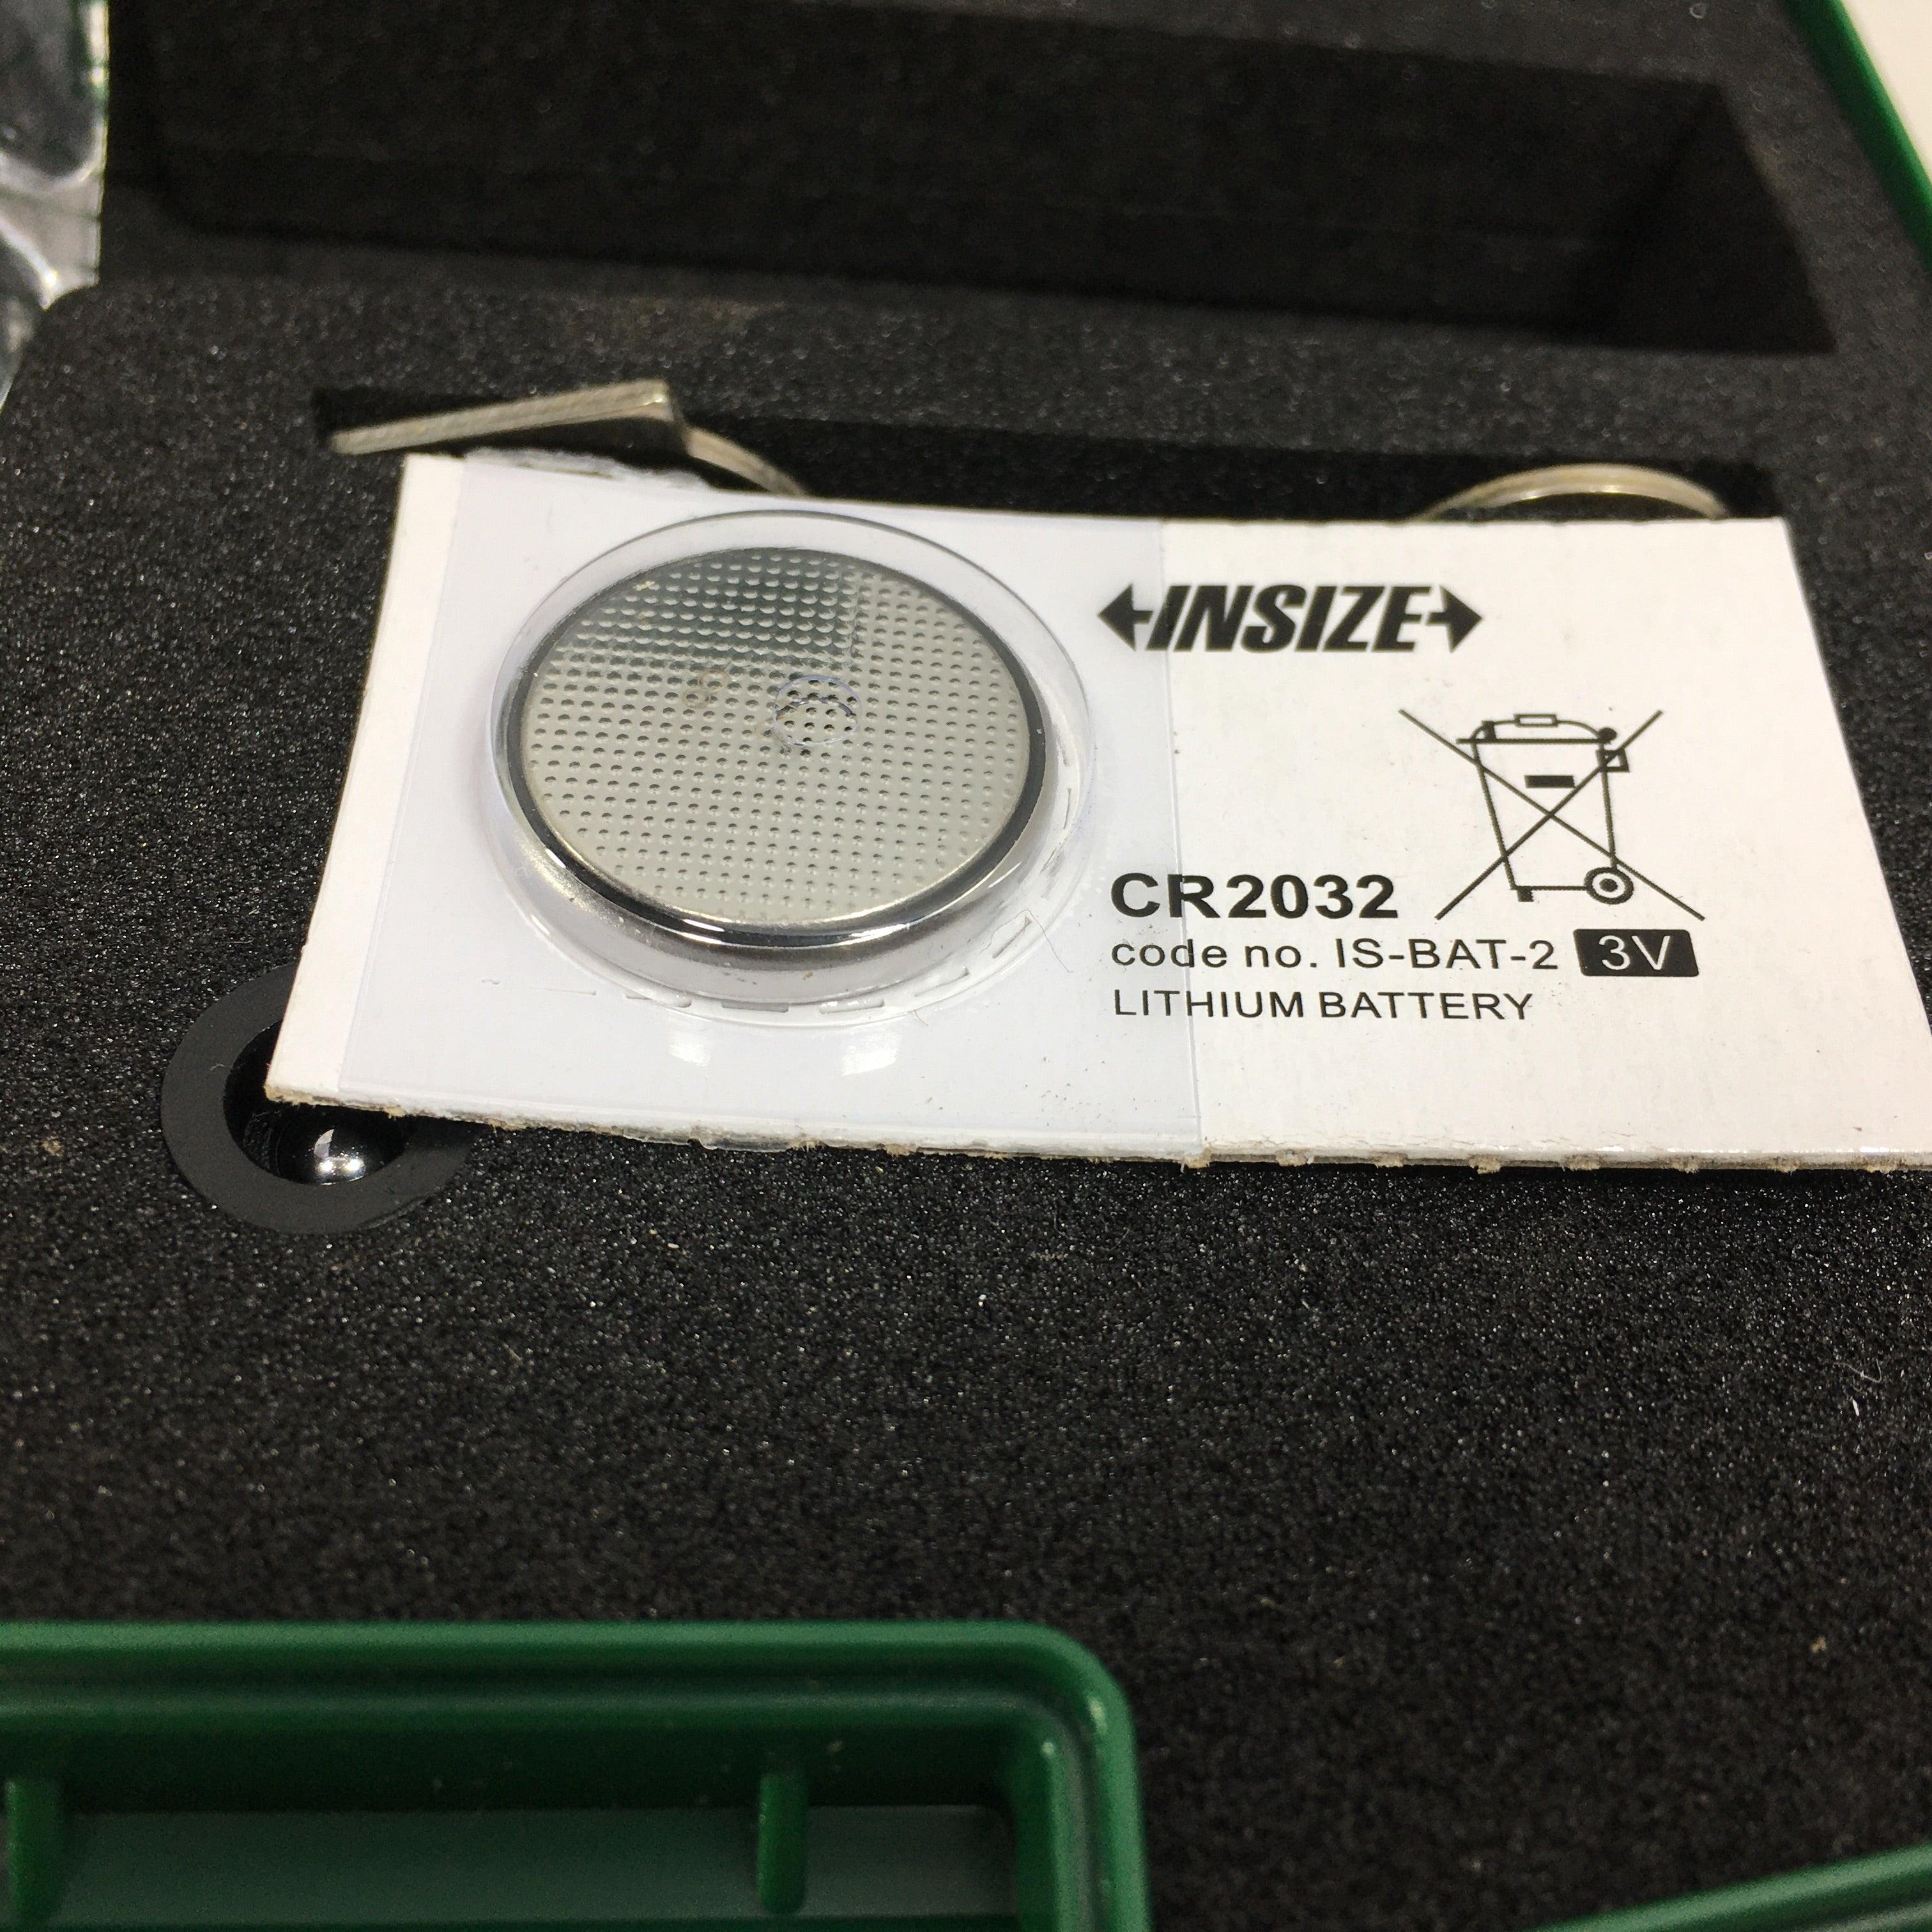 INSIZE
CR2032
code no. IS-BAT-2 3V
LITHIUM BATTERY